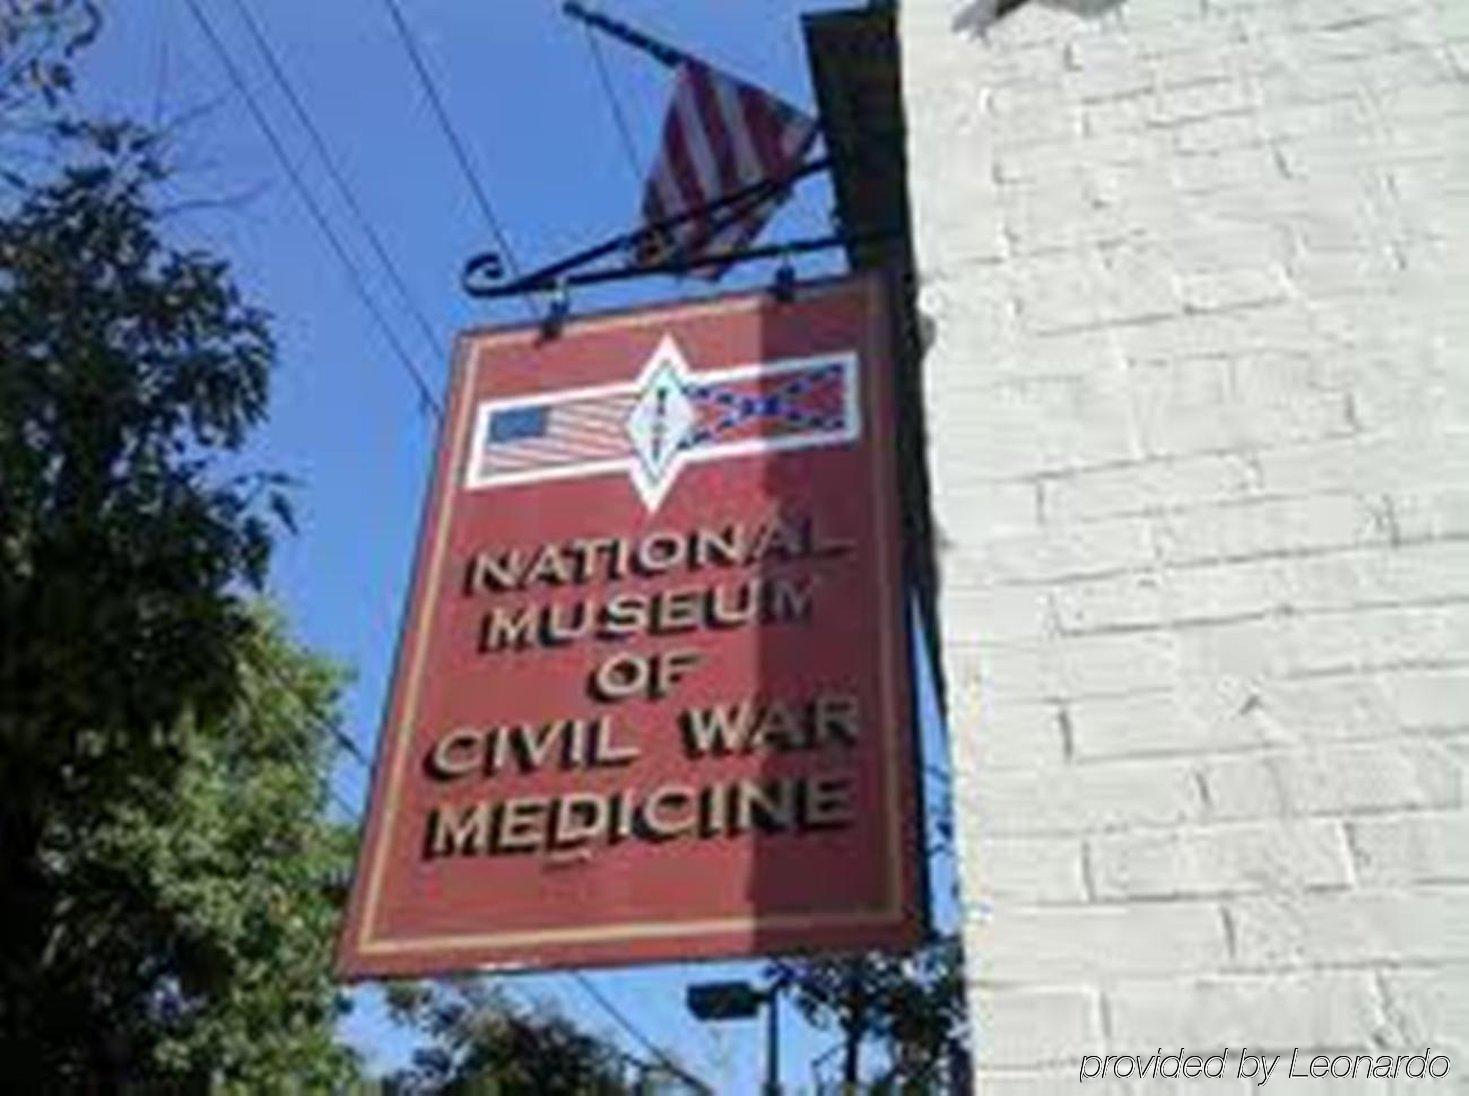 NATIONAL
MUSEUM
OF
CIVIL WAR
MEDICINE
provided by Leonardo